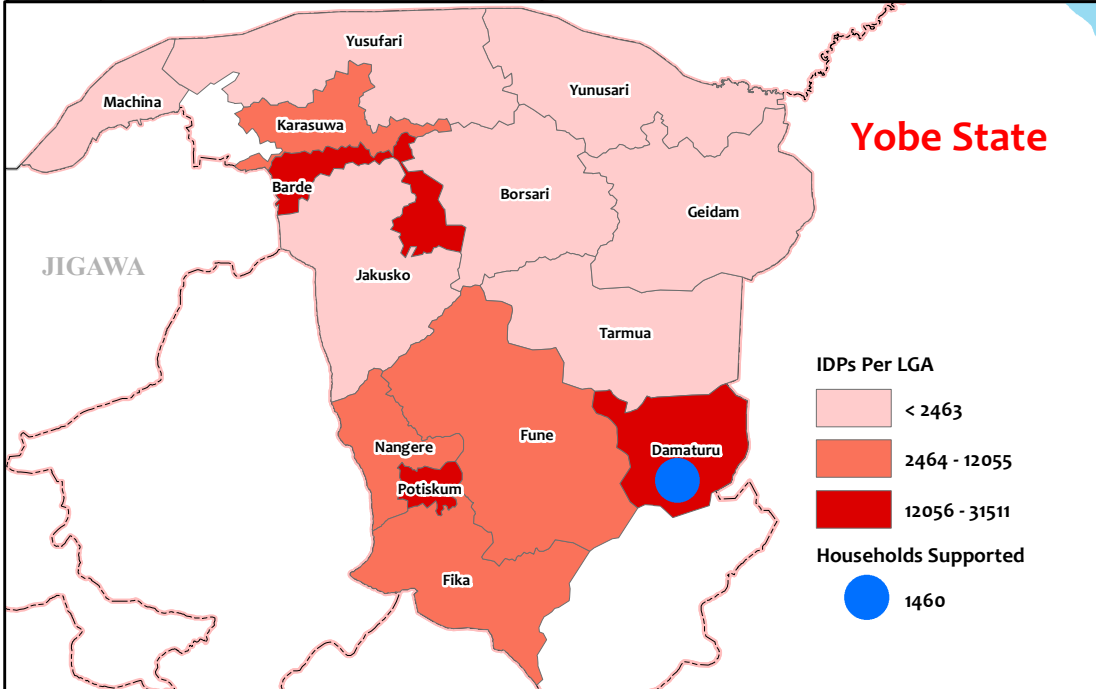 Yusufari
Yunusari
Machina
Karasuwa
Yobe State
Barde
Borsari
Geidam
JIGAWA
Jakusko
Tarmua
IDPs Per LGA
< 2463
2464 - 12055
12056 - 31511
Fune
Nangere
Damaturu
Potiskum
Households Supported
1460
Fika